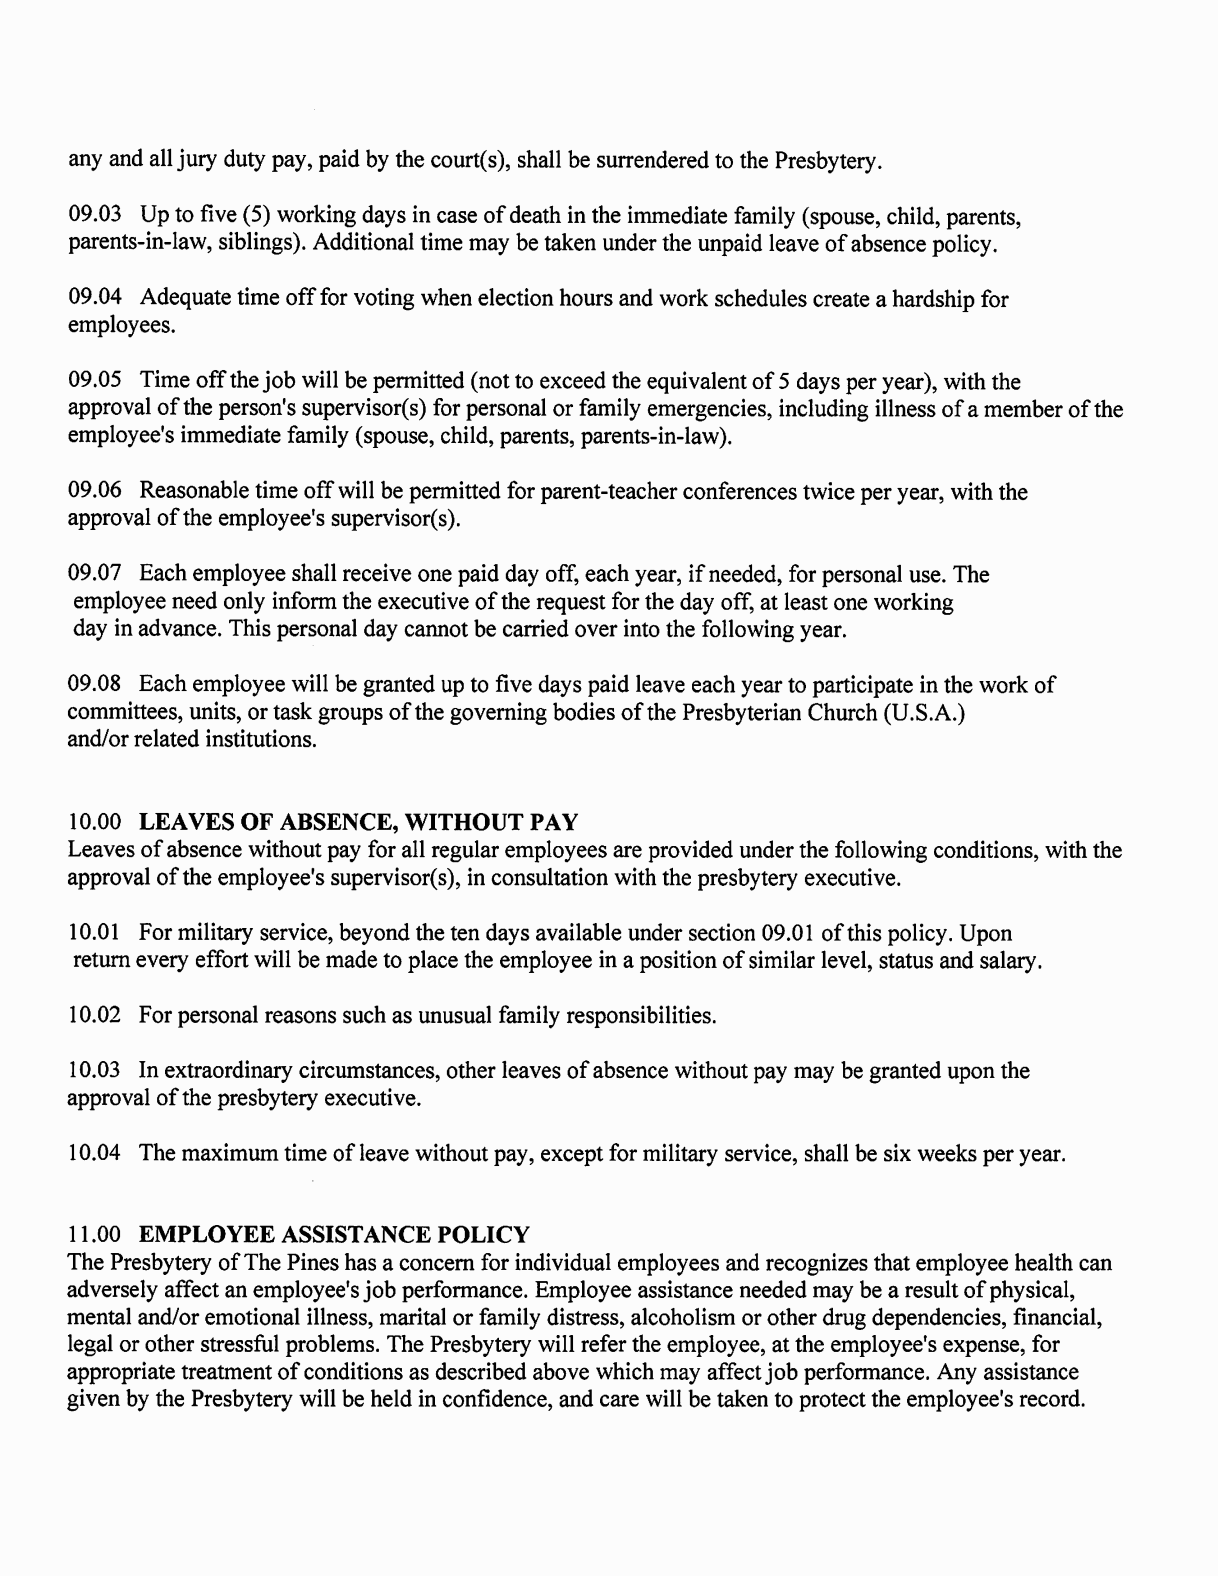 any and all jury duty pay, paid by the court(s), shall be surrendered to the Presbytery.
09.03 Up to five (5) working days in case of death in the immediate family (spouse, child, parents,
parents-in-law, siblings). Additional time may be taken under the unpaid leave of absence policy.
09.04 Adequate time off for voting when election hours and work schedules create a hardship for
employees.
09.05 Time off the job will be permitted (not to exceed the equivalent of 5 days per year), with the
approval of the person's supervisor(s) for personal or family emergencies, including illness of a member of the
employee's immediate family (spouse, child, parents, parents-in-law).
09.06 Reasonable time off will be permitted for parent-teacher conferences twice per year, with the
approval of the employee's supervisor(s).
09.07 Each employee shall receive one paid day off, each year, if needed, for personal use. The
employee need only inform the executive of the request for the day off, at least one working
day in advance. This personal day cannot be carried over into the following year.
09.08 Each employee will be granted up to five days paid leave each year to participate in the work of
committees, units, or task groups of the governing bodies of the Presbyterian Church (U.S.A.)
and/or related institutions.
10.00 LEAVES OF ABSENCE, WITHOUT PAY
Leaves of absence without pay for all regular employees are provided under the following conditions, with the
approval of the employee's supervisor(s), in consultation with the presbytery executive.
10.01 For military service, beyond the ten days available under section 09.01 of this policy. Upon
return every effort will be made to place the employee in a position of similar level, status and salary.
10.02 For personal reasons such as unusual family responsibilities.
10.03 In extraordinary circumstances, other leaves of absence without pay may be granted upon the
approval of the presbytery executive.
10.04 The maximum time of leave without pay, except for military service, shall be six weeks per year.
11.00 EMPLOYEE ASSISTANCE POLICY
The Presbytery of The Pines has a concern for individual employees and recognizes that employee health can
adversely affect an employee's job performance. Employee assistance needed may be a result of physical,
mental and/or emotional illness, marital or family distress, alcoholism or other drug dependencies, financial,
legal or other stressful problems. The Presbytery will refer the employee, at the employee's expense, for
appropriate treatment of conditions as described above which may affect job performance. Any assistance
given by the Presbytery will be held in confidence, and care will be taken to protect the employee's record.